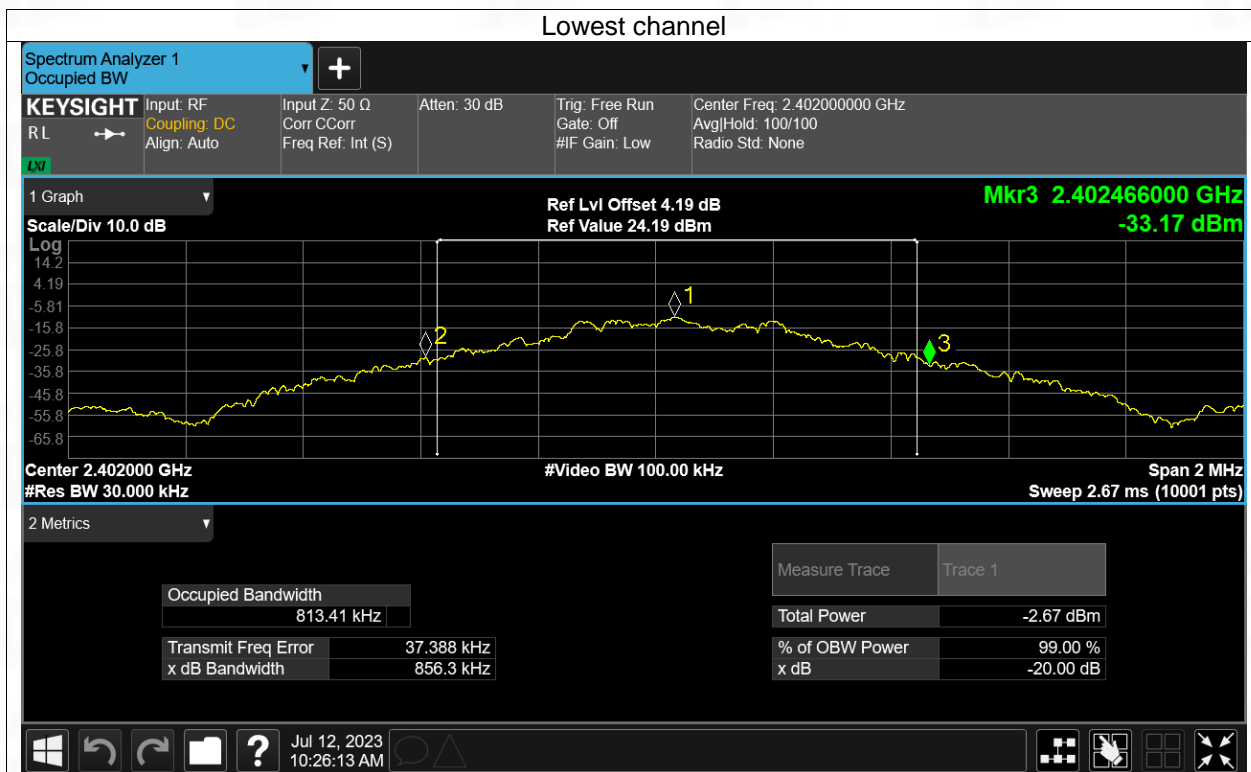 Lowest channel
Spectrum Analyzer 1
Occupied BW
KEYSIGHT
R L
LXI
Input: RF
Coupling: DC
Align: Auto
Input Z: 50 Ω
Corr CCorr
Freq Ref: Int (S)
Atten: 30 dB
Trig: Free Run
Gate: Off
#IF Gain: Low
Center Freq: 2.402000000 GHz
Avg|Hold: 100/100
Radio Std: None
1 Graph
Scale/Div 10.0 dB
Ref Lvl Offset 4.19 dB
Ref Value 24.19 dBm
Mkr3 2.402466000 GHz
-33.17 dBm
Log
14.2
4.19
-5.81
-15.8
-25.8
-35.8
-45.8
-55.8
-65.8
1
2
3
Center 2.402000 GHz
#Res BW 30.000 kHz
#Video BW 100.00 kHz
Span 2 MHz
Sweep 2.67 ms (10001 pts)
2 Metrics
Measure Trace Trace 1
Occupied Bandwidth
813.41 kHz
Total Power -2.67 dBm
Transmit Freq Error 37.388 kHz
% of OBW Power 99.00 %
x dB Bandwidth 856.3 kHz
x dB -20.00 dB
?
Jul 12, 2023
10:26:13 AM